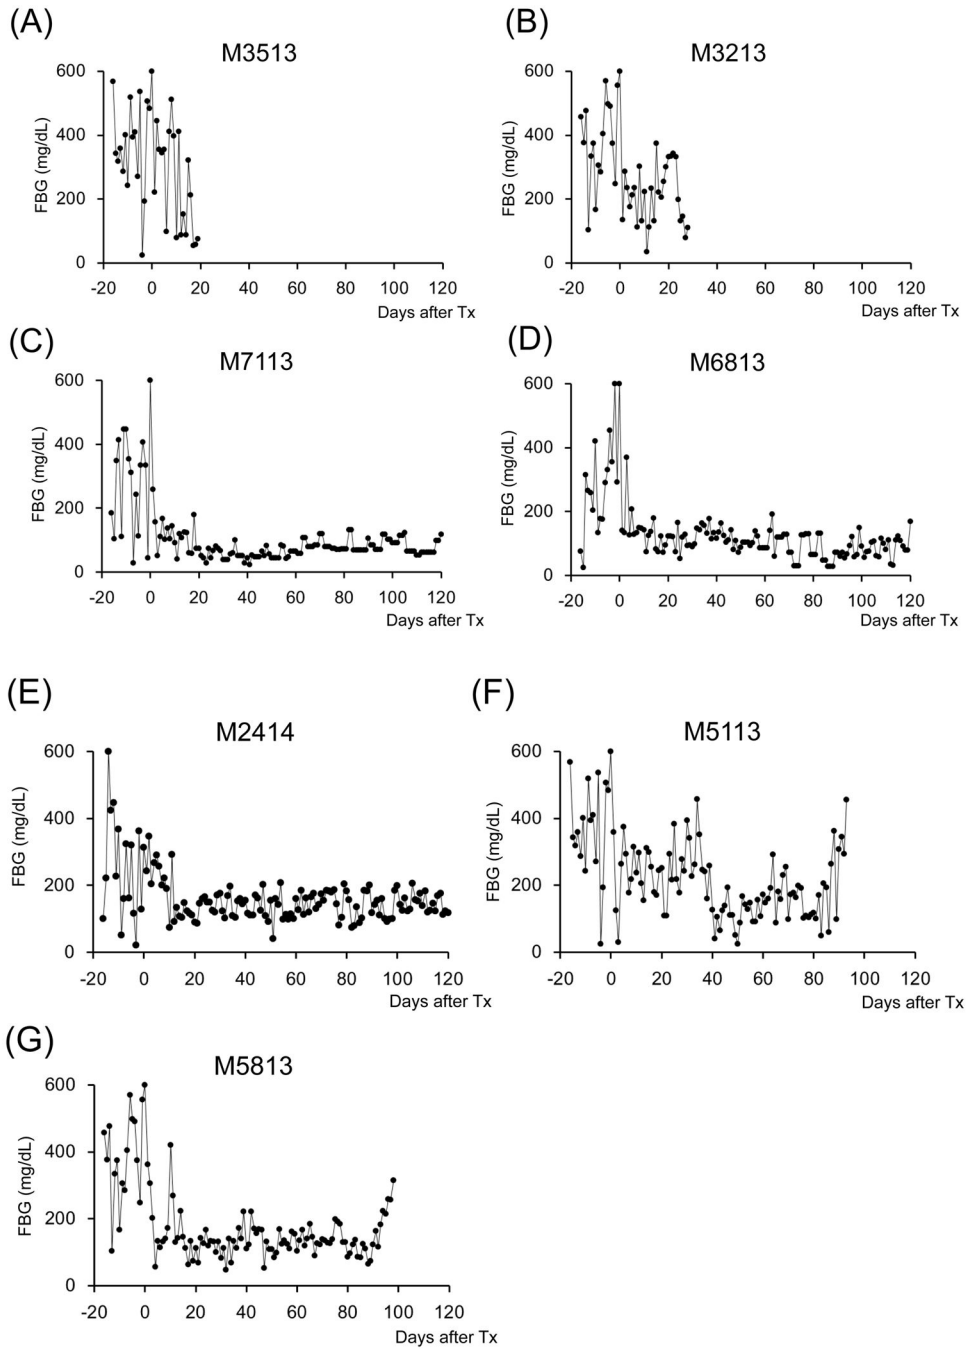 (A)
M3513
FBG (mg/dL)
600
400
200
0
-20 0 20 40 60 80 100 120
Days after Tx
(B)
M3213
FBG (mg/dL)
600
400
200
0
-20 0 20 40 60 80 100 120
Days after Tx
(C)
M7113
FBG (mg/dL)
600
400
200
0
-20 0 20 40 60 80 100 120
Days after Tx
(D)
M6813
FBG (mg/dL)
600
400
200
0
-20 0 20 40 60 80 100 120
Days after Tx
(E)
M2414
FBG (mg/dL)
600
400
200
0
-20 0 20 40 60 80 100 120
Days after Tx
(F)
M5113
FBG (mg/dL)
600
400
200
0
-20 0 20 40 60 80 100 120
Days after Tx
(G)
M5813
FBG (mg/dL)
600
400
200
0
-20 0 20 40 60 80 100 120
Days after Tx